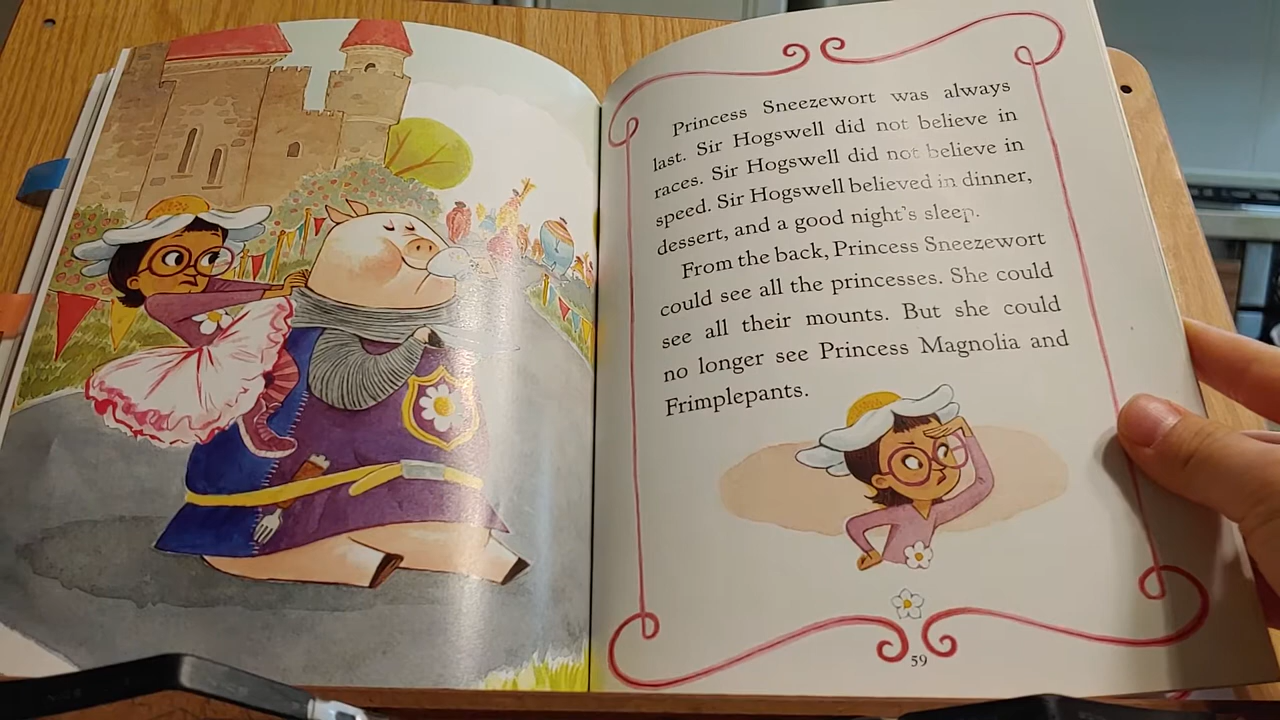 Princess Sneezewort was always
last. Sir Hogswell did not believe in
races. Sir Hogswell did not believe in
speed. Sir Hogswell believed in dinner,
dessert, and a good night's sleep.
From the back, Princess Sneezewort
could see all the princesses. She could
see all their mounts. But she could
no longer see Princess Magnolia and
Frimplepants.
59